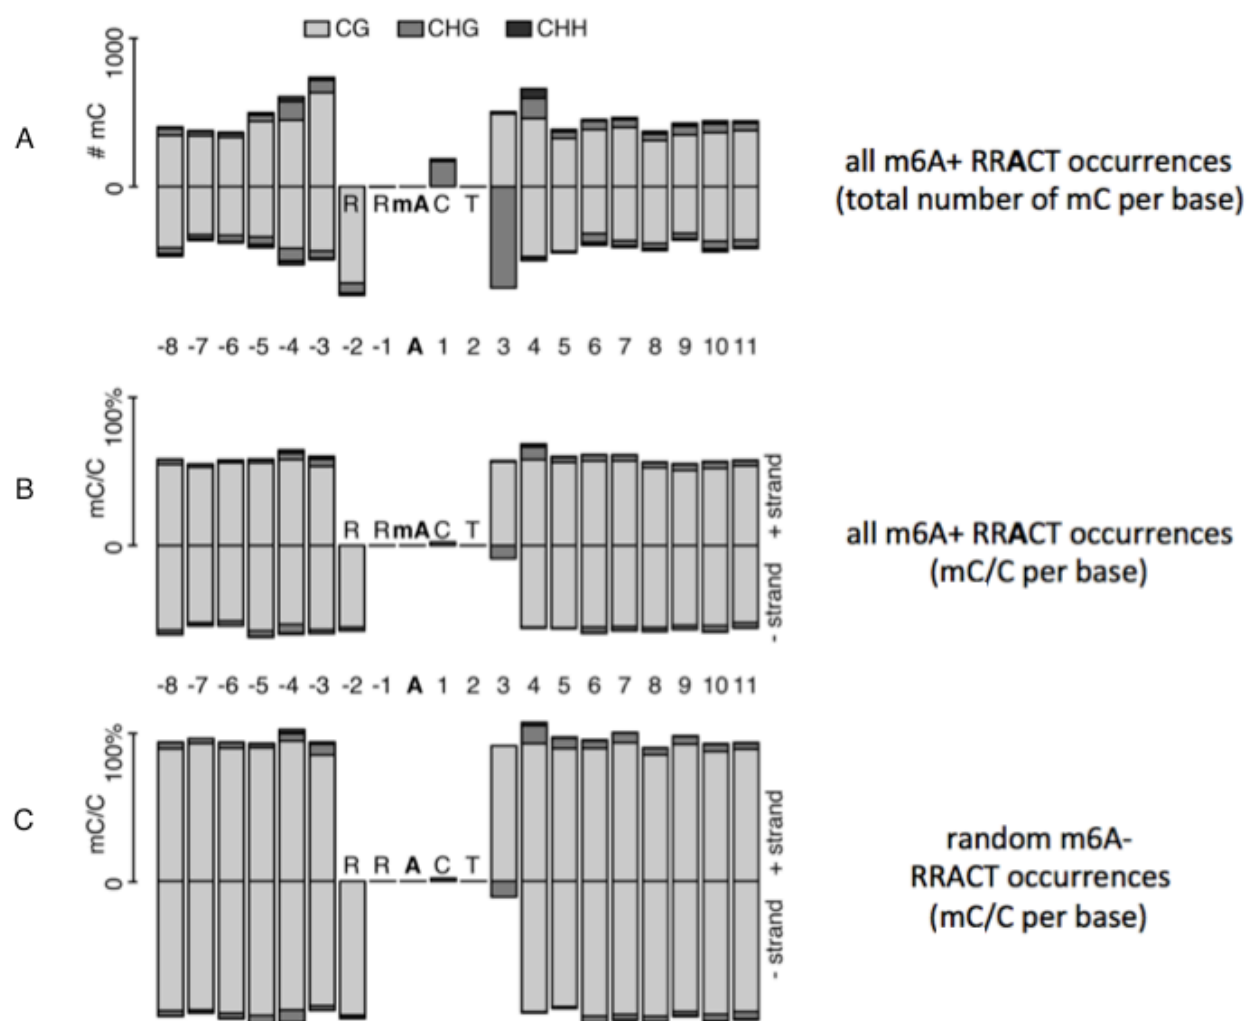 CG CHG CHH
A
# mC
1000
0
R R mA C T
all m6A+ RRACT occurrences
(total number of mC per base)
-8 -7 -6 -5 -4 -3 -2 -1 A 1 2 3 4 5 6 7 8 9 10 11
B
mC/C
100%
0
R R mA C T
- strand + strand
all m6A+ RRACT occurrences
(mC/C per base)
-8 -7 -6 -5 -4 -3 -2 -1 A 1 2 3 4 5 6 7 8 9 10 11
C
mC/C
100%
0
R R A C T
- strand + strand
random m6A-
RRACT occurrences
(mC/C per base)